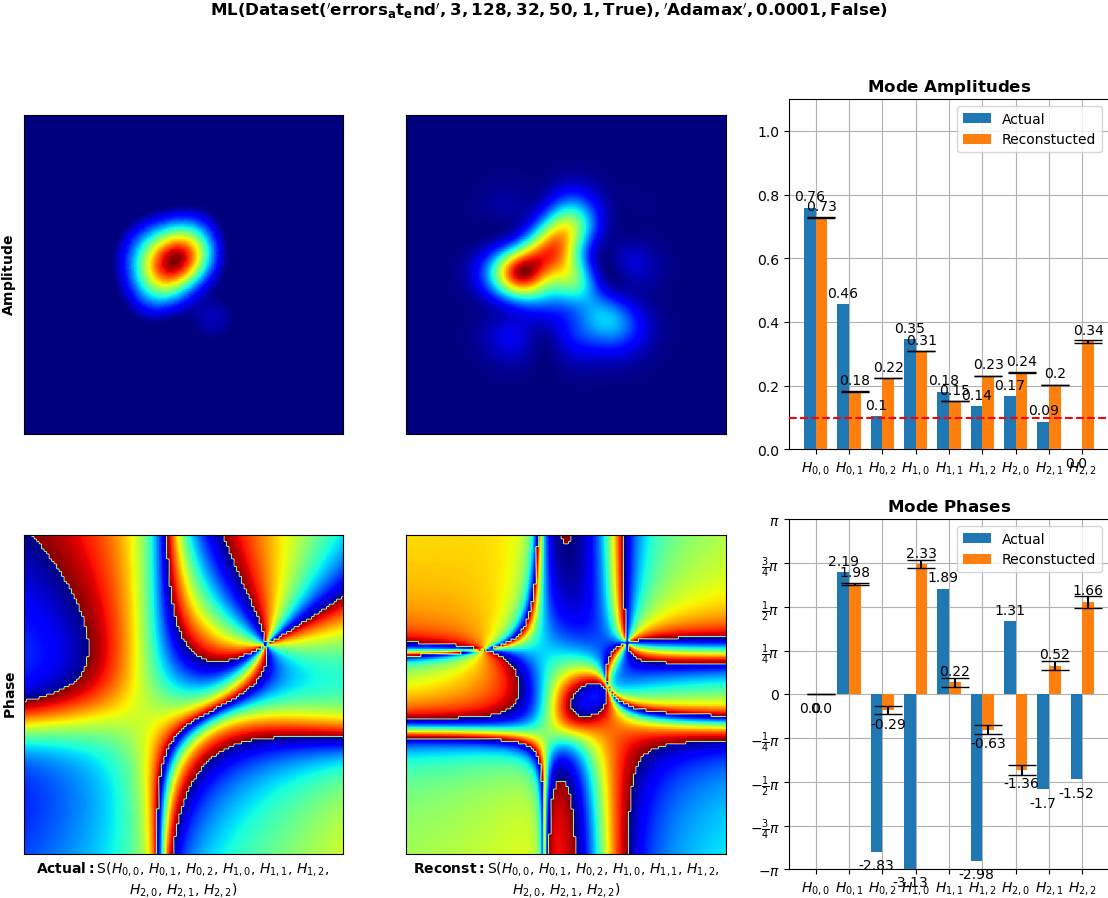 ML(Dataset('errors_at_end', 3, 128, 32, 50, 1, True), 'Adamax', 0.0001, False)
Amplitude
Mode Amplitudes
Actual
Reconstucted
1.0
0.8
0.6
0.4
0.2
0.0
0.76
0.73
0.46
0.18
0.1
0.22
0.35
0.31
0.18
0.15
0.14
0.23
0.17
0.24
0.09
0.2
0.0
0.34
H0,0 H0,1 H0,2 H1,0 H1,1 H1,2 H2,0 H2,1 H2,2
Phase
Actual: S(H0,0, H0,1, H0,2, H1,0, H1,1, H1,2,
H2,0, H2,1, H2,2)
Reconst: S(H0,0, H0,1, H0,2, H1,0, H1,1, H1,2,
H2,0, H2,1, H2,2)
Mode Phases
Actual
Reconstucted
π
3/4π
1/2π
1/4π
0
−1/4π
−1/2π
−3/4π
−π
0.0
0.0
2.19
1.98
-2.83
-0.29
-3.13
2.33
1.89
0.22
-2.98
-0.63
1.31
-1.36
-1.7
0.52
-1.52
1.66
H0,0 H0,1 H0,2 H1,0 H1,1 H1,2 H2,0 H2,1 H2,2